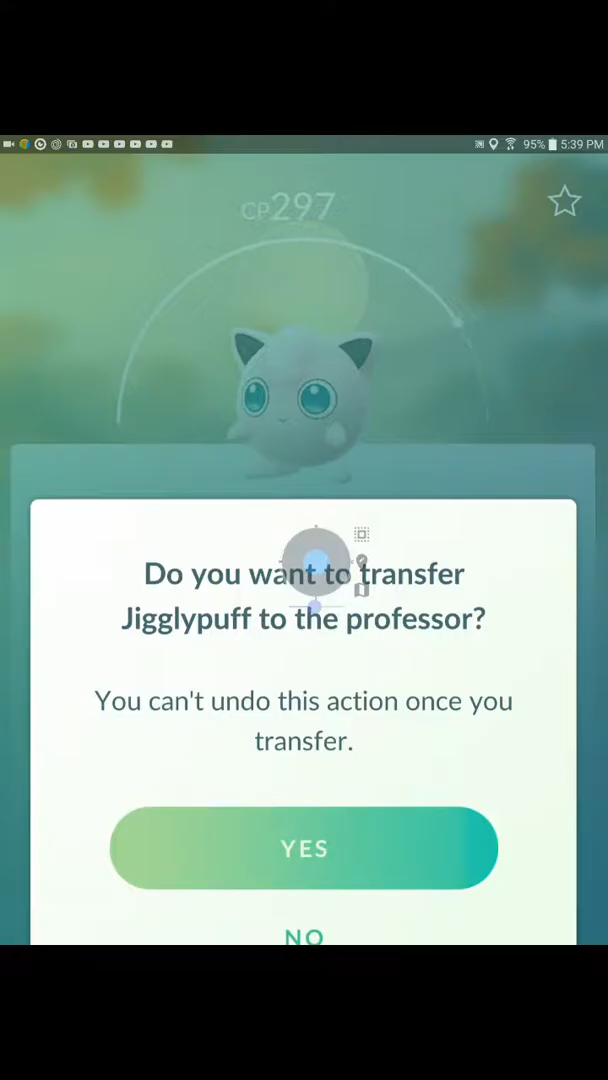 95% 5:39 PM
CP297
Do you want to transfer
Jigglypuff to the professor?
You can't undo this action once you
transfer.
YES
NO